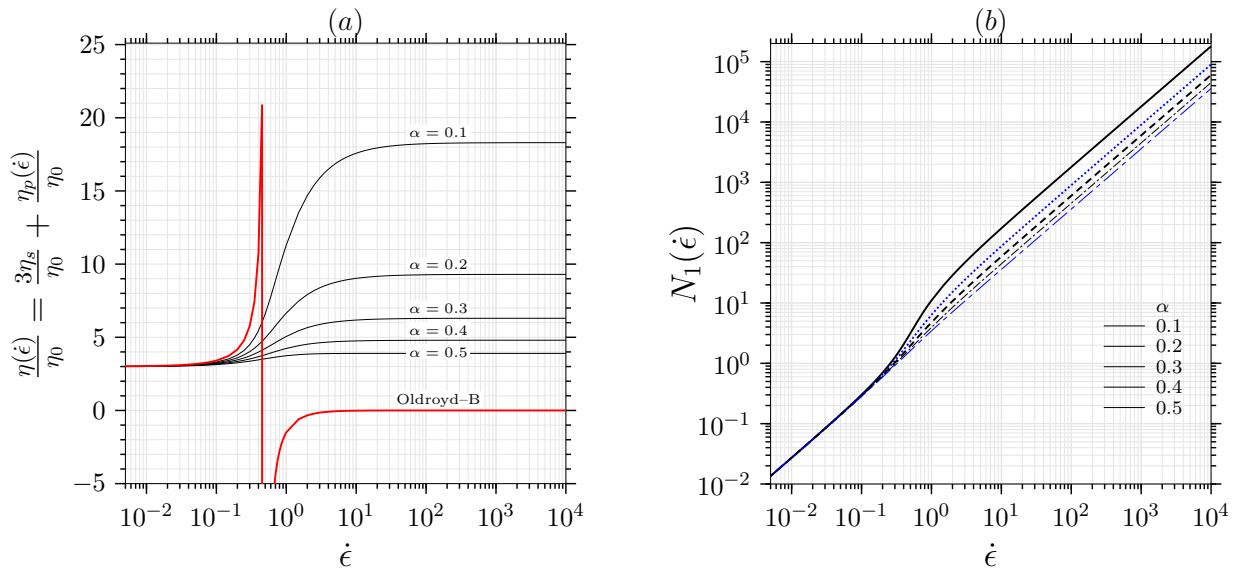 (a)
25
20
15
10
5
0
−5
α = 0.1
α = 0.2
α = 0.3
α = 0.4
α = 0.5
Oldroyd–B
η(ε̇)/η₀ = 3ηₛ/η₀ + ηₚ(ε̇)/η₀
10⁻² 10⁻¹ 10⁰ 10¹ 10² 10³ 10⁴
ϵ̇
(b)
10⁵
10⁴
10³
10²
10¹
10⁰
10⁻¹
10⁻²
N₁(ϵ̇)
α
0.1
0.2
0.3
0.4
0.5
10⁻² 10⁻¹ 10⁰ 10¹ 10² 10³ 10⁴
ϵ̇